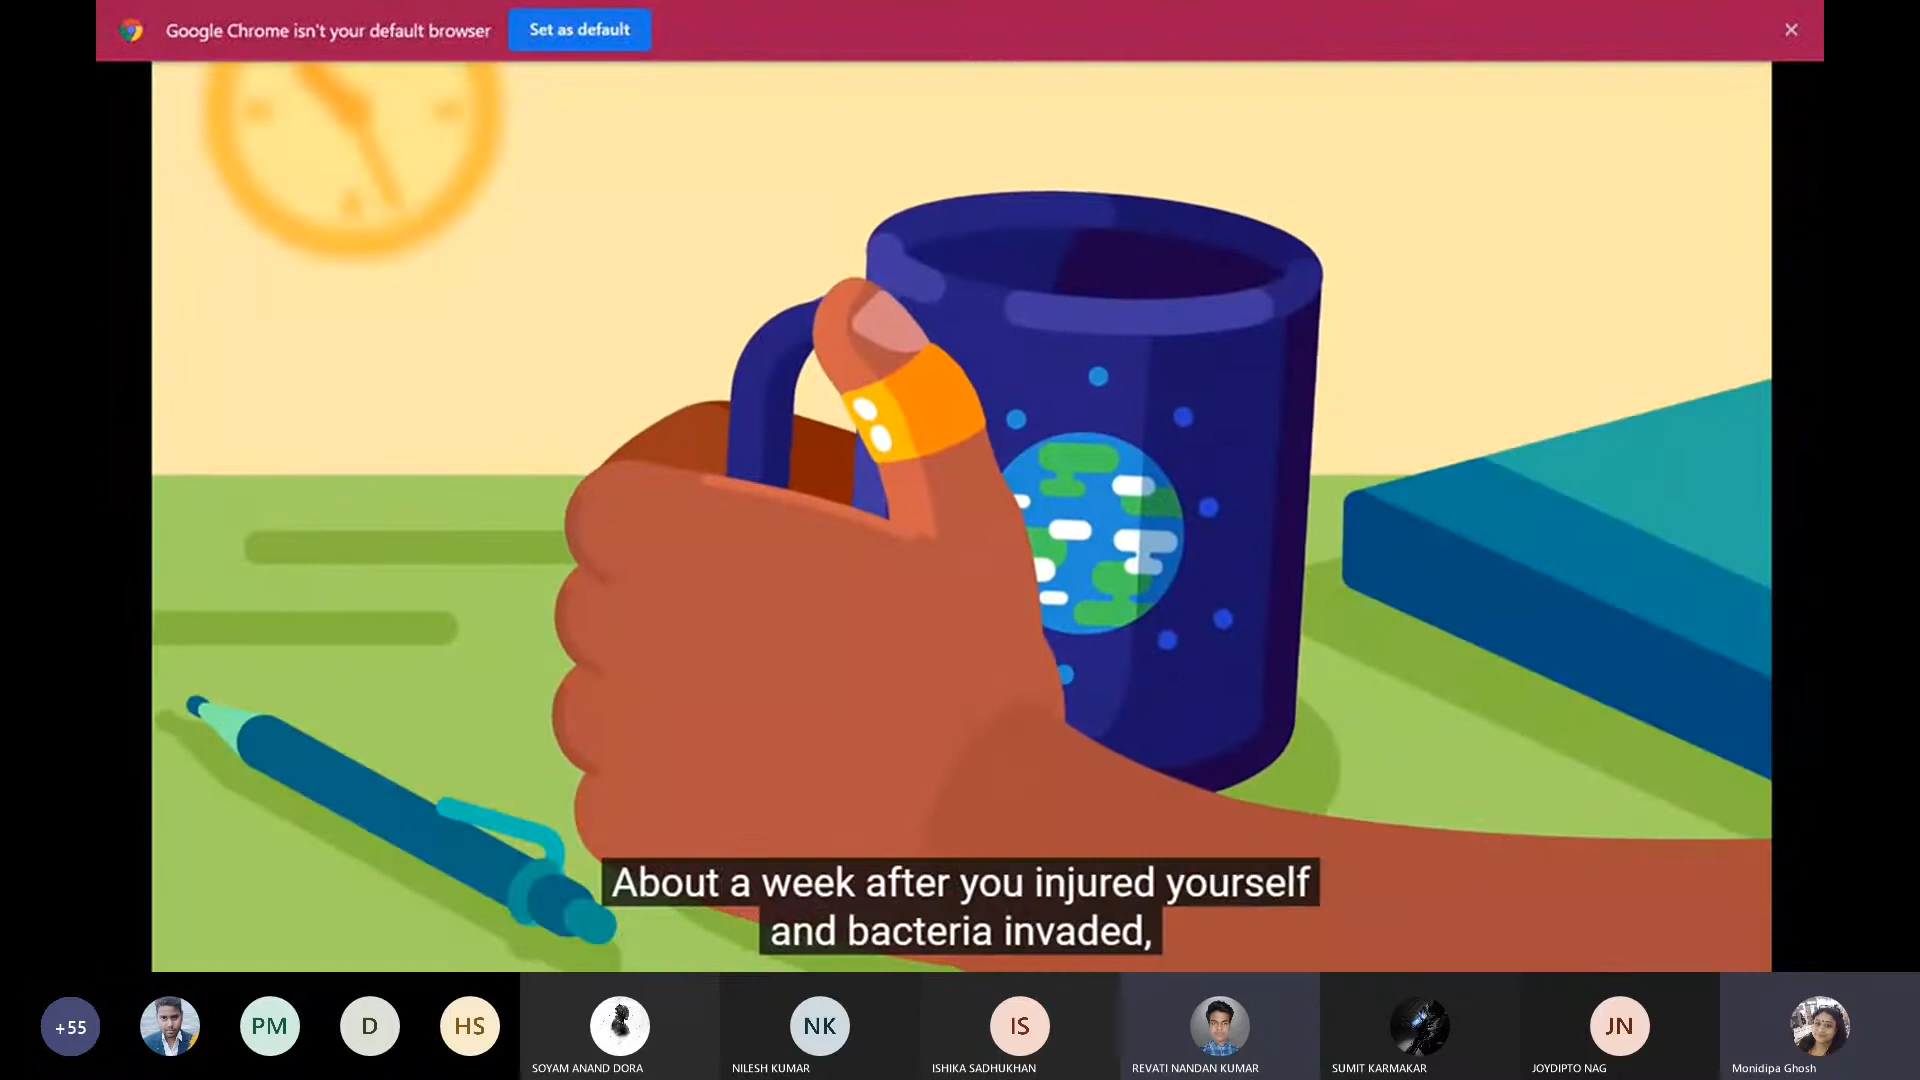 Google Chrome isn't your default browser
Set as default
About a week after you injured yourself
and bacteria invaded,
+55
PM
D
HS
NK
IS
JN
SOYAM ANAND DORA
NILESH KUMAR
ISHIKA SADHUKHAN
REVATI NANDAN KUMAR
SUMIT KARMAKAR
JOYDIPTO NAG
Monidipa Ghosh